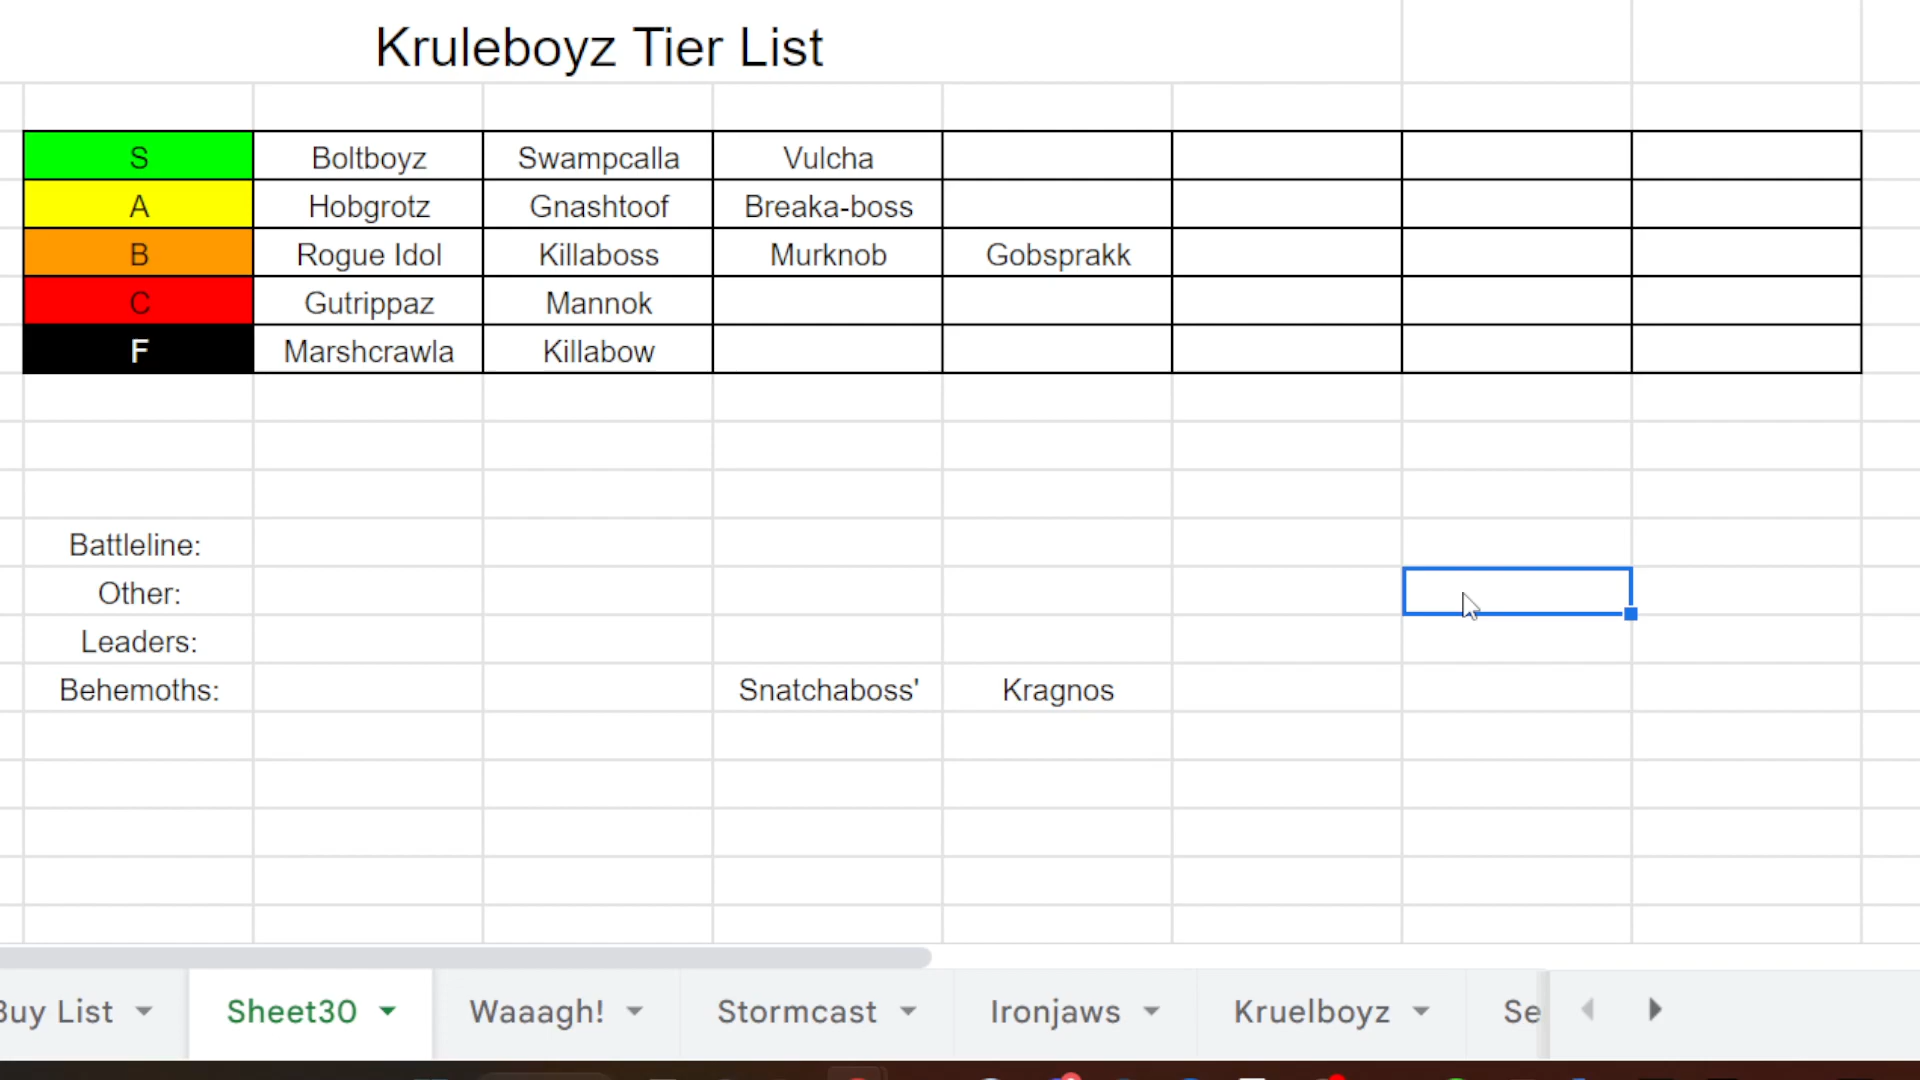 Kruleboyz Tier List
S Boltboyz Swampcalla Vulcha
A Hobgrotz Gnashtoof Breaka-boss
B Rogue Idol Killaboss Murknob Gobsprakk
C Gutrippaz Mannok
F Marshcrawla Killabow
Battleline:
Other:
Leaders:
Behemoths: Snatchaboss' Kragnos
Buy List Sheet30 Waaagh! Stormcast Ironjaws Kruelboyz Se